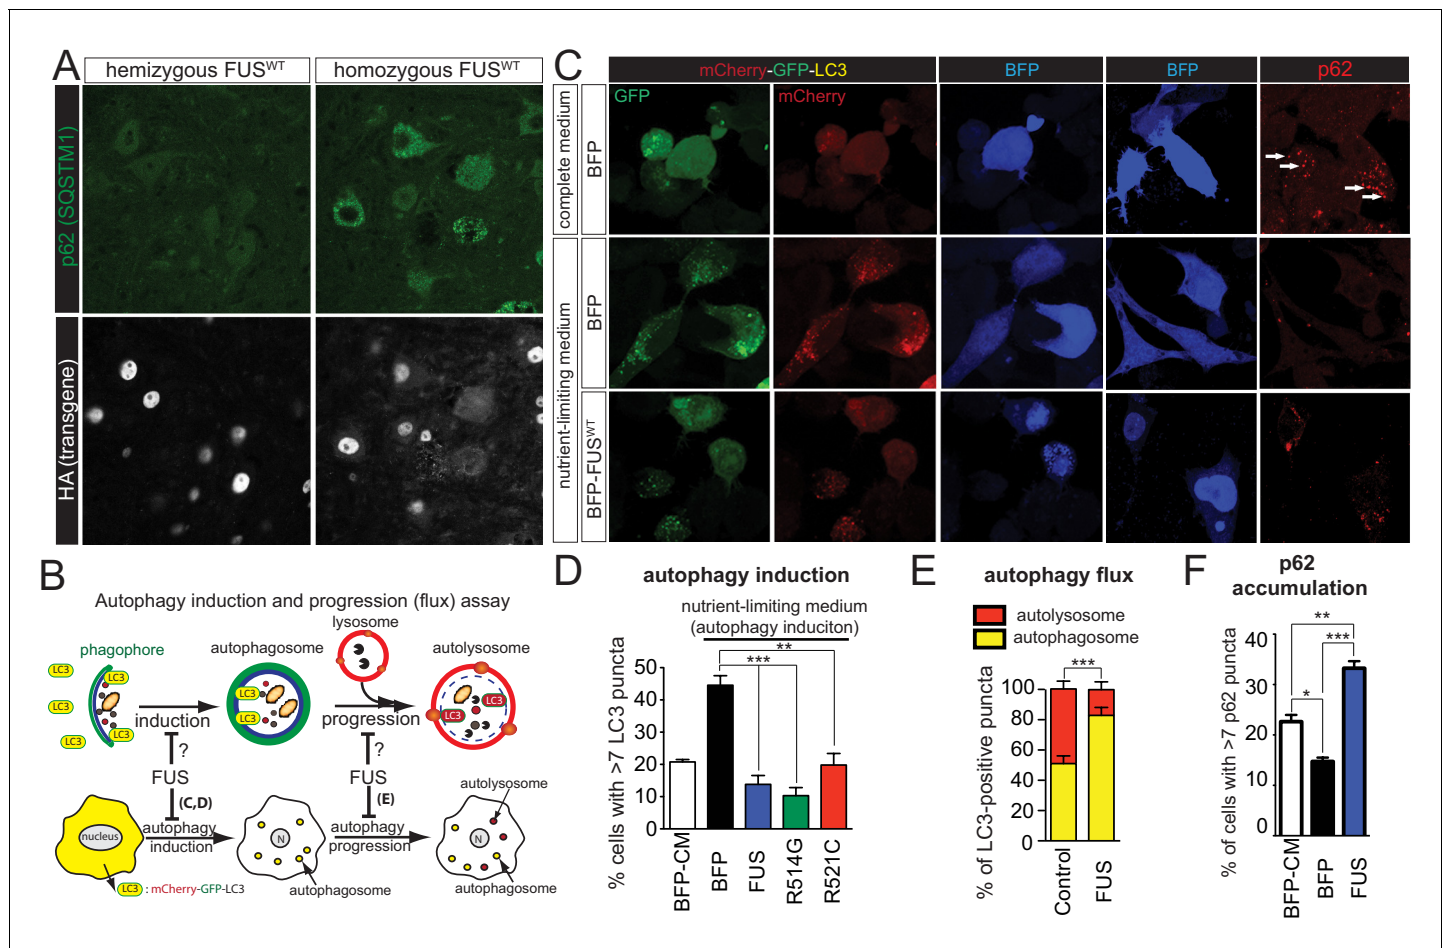 A
hemizygous FUSWT
homozygous FUSWT
p62 (SQSTM1)
HA (transgene)
B
Autophagy induction and progression (flux) assay
phagophore
autophagosome
lysosome
autolysosome
LC3
LC3
LC3
LC3
LC3
LC3
LC3
LC3
LC3
induction
progression
?
?
FUS
FUS
(C,D)
(E)
nucleus
autophagy
induction
N
autophagy
progression
N
autolysosome
autophagosome
autophagosome
LC3 : mCherry-GFP-LC3
C
mCherry-GFP-LC3
BFP
BFP
p62
GFP
mCherry
complete medium
BFP
nutrient-limiting medium
BFP
BFP-FUSWT
D
autophagy induction
nutrient-limiting medium
(autophagy induciton)
**
***
% cells with >7 LC3 puncta
50
40
30
20
10
0
BFP-CM
BFP
FUS
R514G
R521C
E
autophagy flux
autolysosome
autophagosome
***
% of LC3-positive puncta
100
80
60
40
20
0
Control
FUS
F
p62
accumulation
**
***
*
% of cells with >7 p62 puncta
40
30
20
10
0
BFP-CM
BFP
FUS